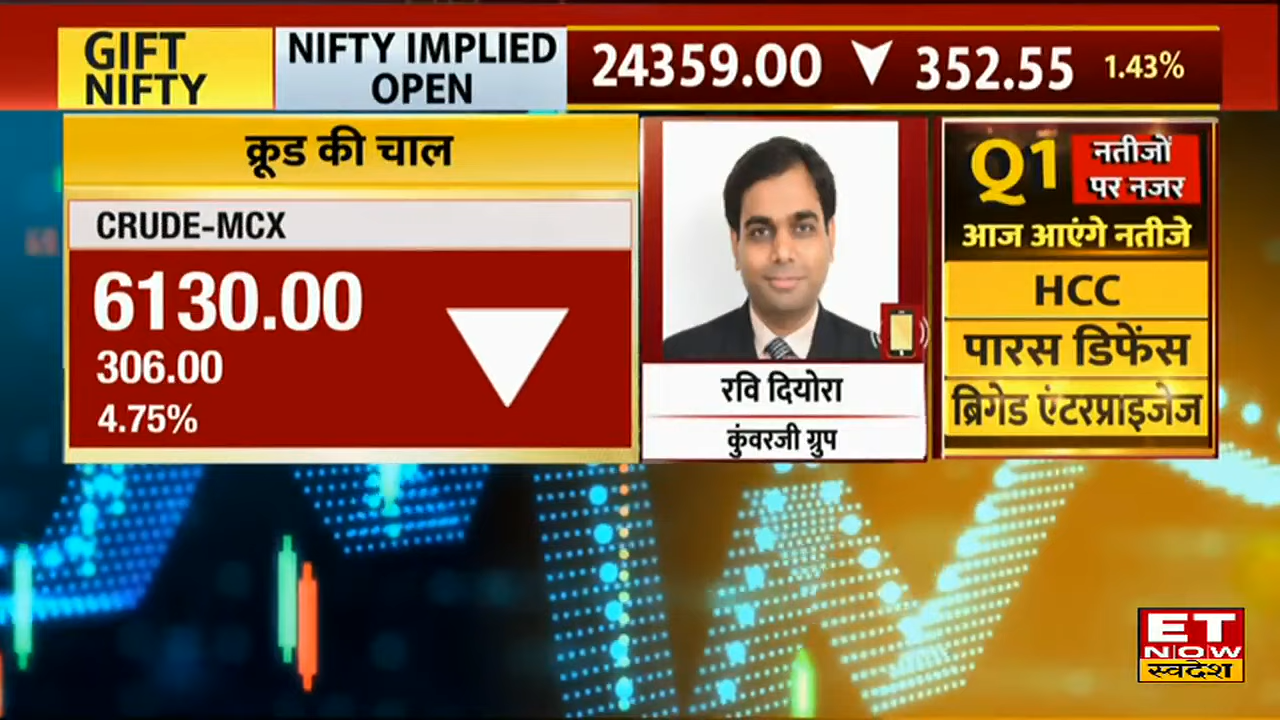 GIFT
NIFTY
NIFTY IMPLIED
OPEN
24359.00 352.55 1.43%
क्रूड की चाल
CRUDE-MCX
6130.00
306.00
4.75%
रवि दियोरा
कुंवरजी ग्रुप
Q1
नतीजों
पर नजर
आज आएंगे नतीजे
HCC
पारस डिफेंस
ब्रिगेड एंटरप्राइजेज
ET
NOW
स्वदेश